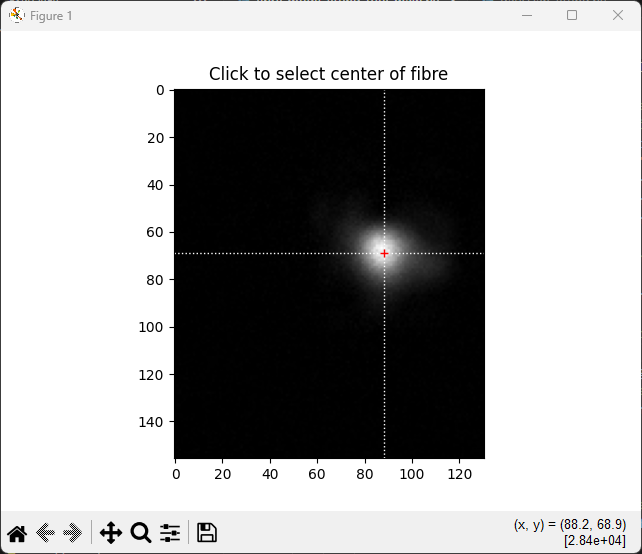 Figure 1
Click to select center of fibre
0
20
40
60
80
100
120
140
0 20 40 60 80 100 120
(x, y) = (88.2, 68.9)
[2.84e+04]